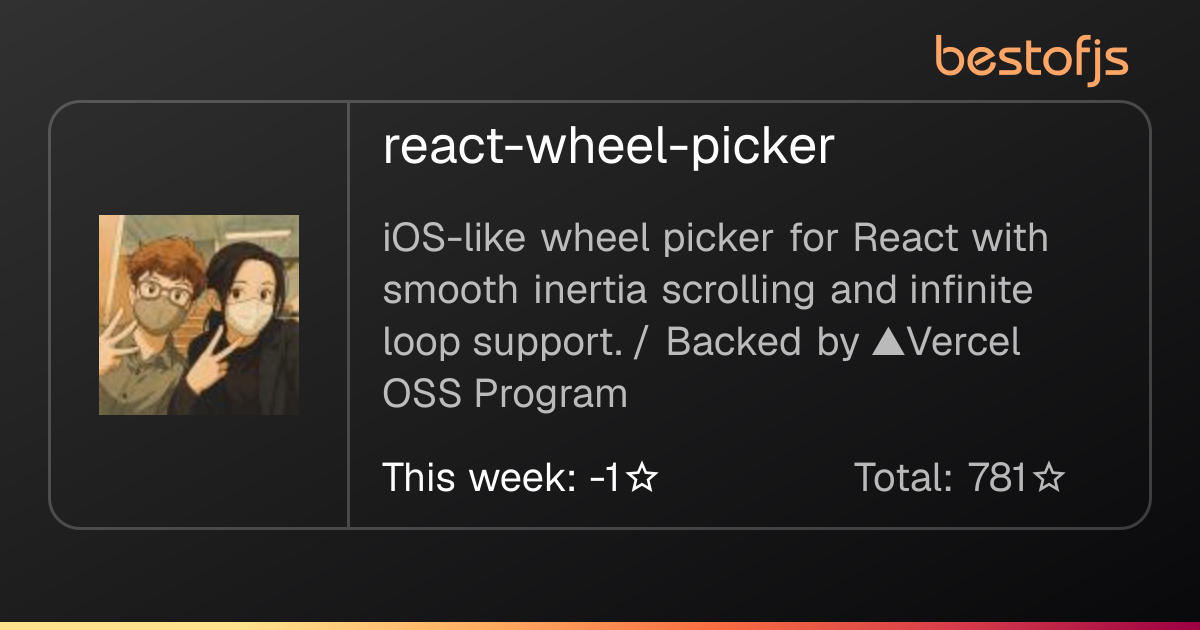 bestofjs
react-wheel-picker
iOS-like wheel picker for React with
smooth inertia scrolling and infinite
loop support. / Backed by ▲Vercel
OSS Program
This week: -1☆
Total: 781☆